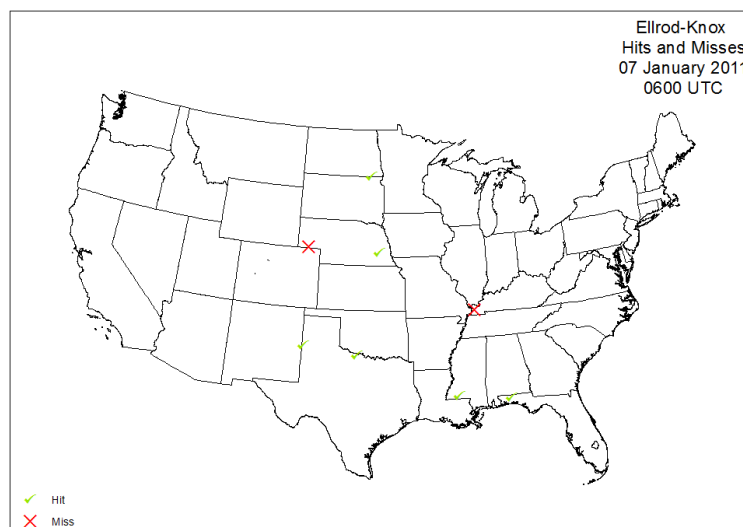 Ellrod-Knox
Hits and Misses
07 January 2011
0600 UTC
Hit
Miss